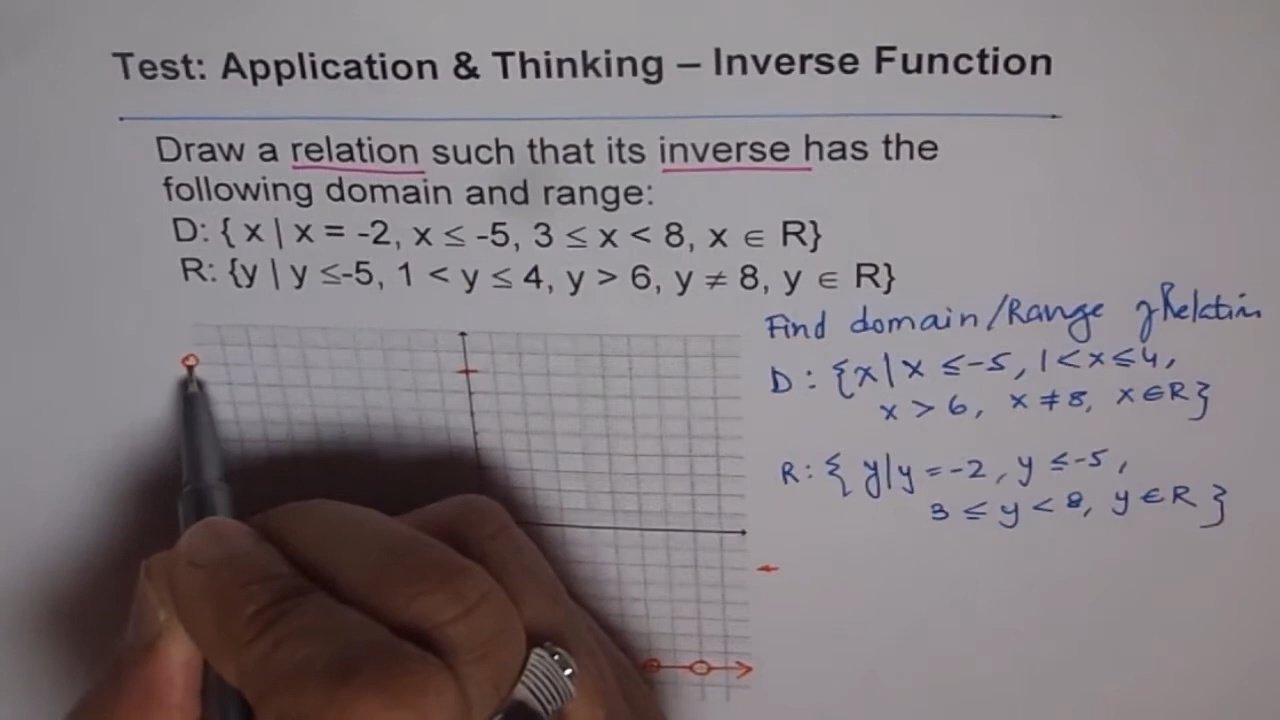 Test: Application & Thinking – Inverse Function
Draw a relation such that its inverse has the
following domain and range:
D: { x | x = -2, x ≤ -5, 3 ≤ x < 8, x ∈ R}
R: {y | y ≤-5, 1 < y ≤ 4, y > 6, y ≠ 8, y ∈ R}
Find domain/Range of Relation
D : {x | x ≤ -5, 1 < x ≤ 4,
x > 6, x ≠ 8, x ∈ R}
R : { y | y = -2, y ≤ -5,
3 ≤ y < 8, y ∈ R }